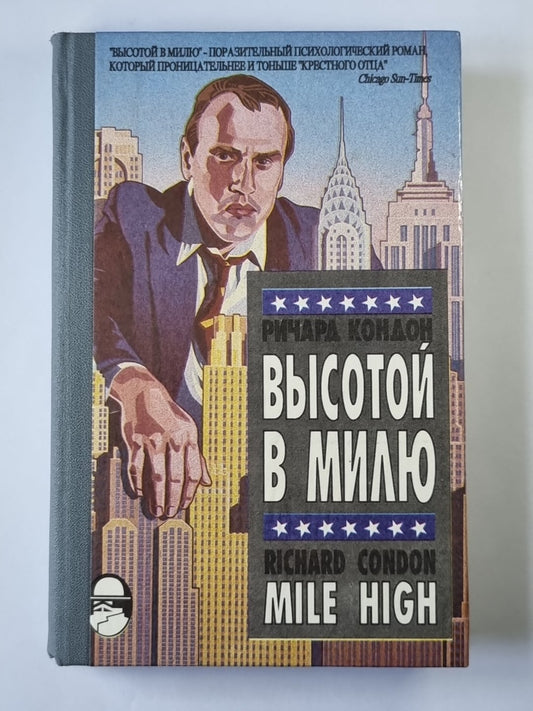 "ВЫСОТОЙ В МИЛЮ" - ПОРАЗИТЕЛЬНЫЙ ПСИХОЛОГИЧЕСКИЙ РОМАН,
КОТОРЫЙ ПРОНИЦАТЕЛЬНЕЕ И ТОНЬШЕ "КРЕСТНОГО ОТЦА"
Chicago Sun-Times
РИЧАРД КОНДОН
ВЫСОТОЙ
В МИЛЮ
RICHARD CONDON
MILE HIGH